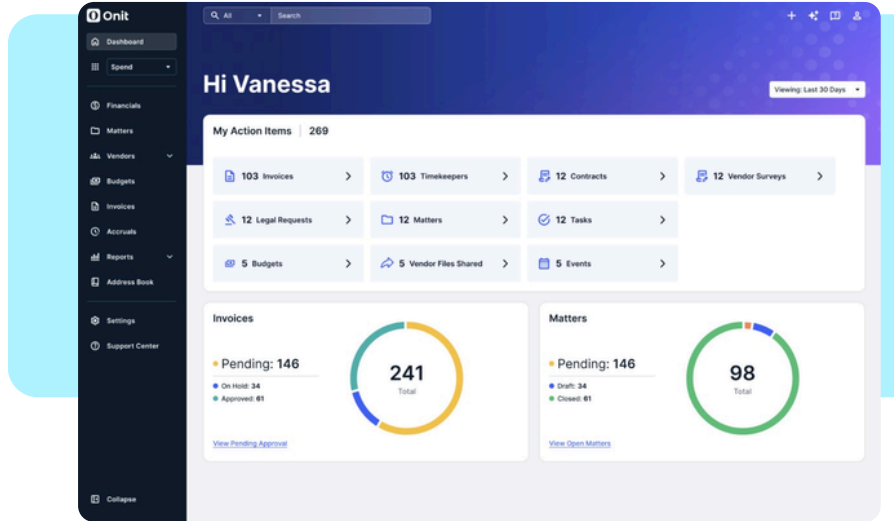 Onit
All
Search
Dashboard
Spend
Hi Vanessa
Viewing: Last 30 Days
Financials
Matters
Vendors
Budgets
Invoices
Accruals
Reports
Address Book
Settings
Support Center
Collapse
My Action Items | 269
103 Invoices
103 Timekeepers
12 Contracts
12 Vendor Surveys
12 Legal Requests
12 Matters
12 Tasks
5 Budgets
5 Vendor Files Shared
5 Events
Invoices
Pending: 146
On Hold: 34
Approved: 61
241
Total
View Pending Approval
Matters
Pending: 146
Draft: 34
Closed: 61
98
Total
View Open Matters